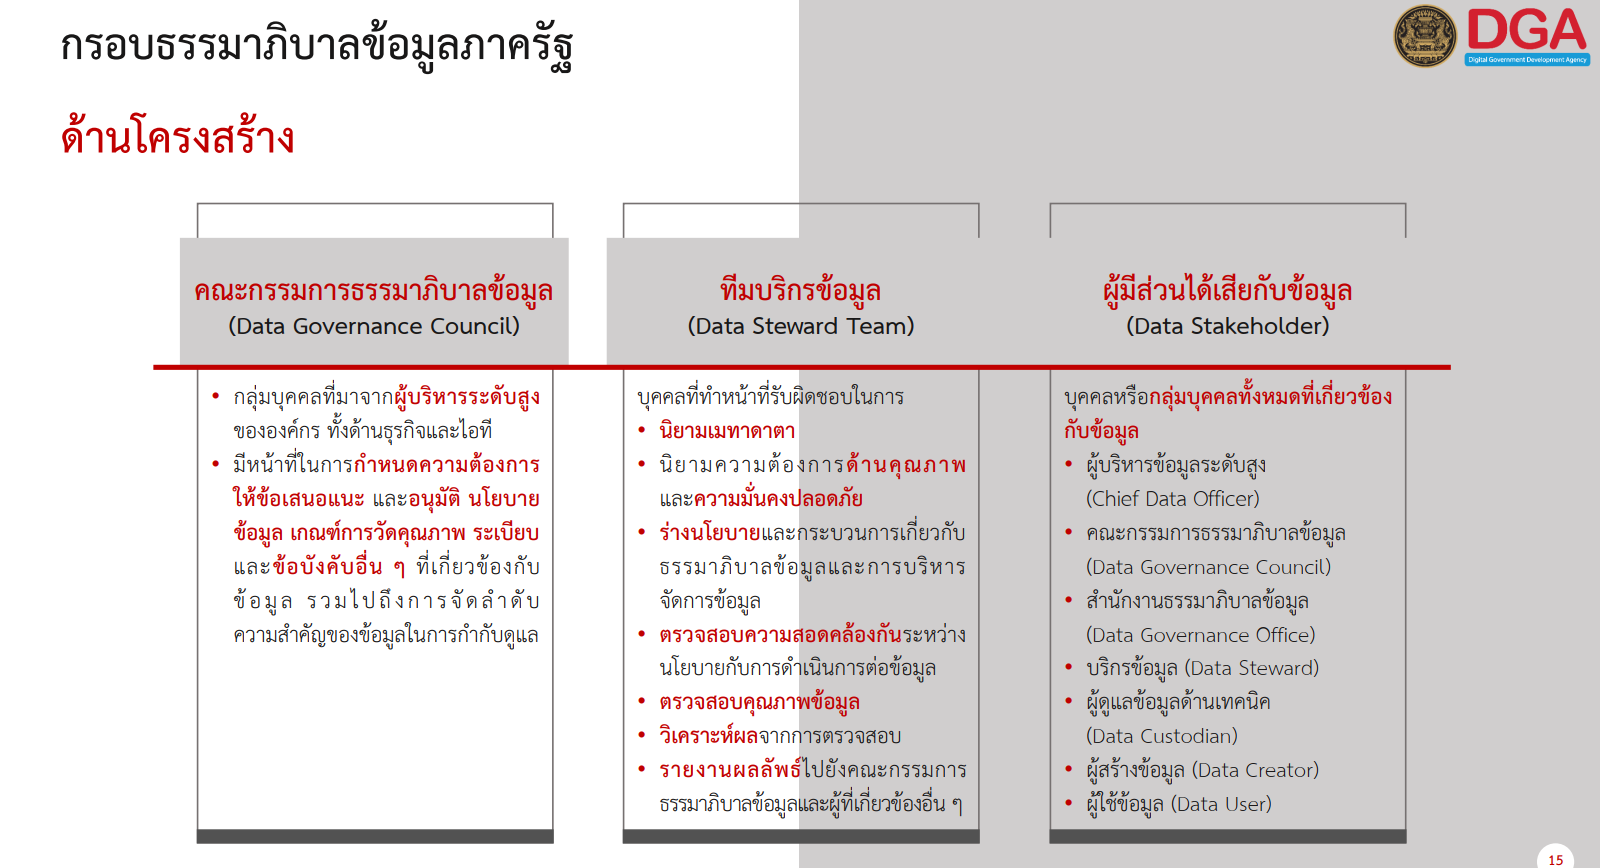 กรอบธรรมาภิบาลข้อมูลภาครัฐ
DGA
Digital Government Development Agency
ด้านโครงสร้าง
คณะกรรมการธรรมาภิบาลข้อมูล
(Data Governance Council)
• กลุ่มบุคคลที่มาจากผู้บริหารระดับสูง
ขององค์กร ทั้งด้านธุรกิจและไอที
• มีหน้าที่ในการกำหนดความต้องการ
ให้ข้อเสนอแนะ และอนุมัติ นโยบาย
ข้อมูล เกณฑ์การวัดคุณภาพ ระเบียบ
และข้อบังคับอื่น ๆ ที่เกี่ยวข้องกับ
ข้อมูล รวมไปถึงการจัดลำดับ
ความสำคัญของข้อมูลในการกำกับดูแล
ทีมบริกรข้อมูล
(Data Steward Team)
บุคคลที่ทำหน้าที่รับผิดชอบในการ
• นิยามเมทาดาตา
• นิยามความต้องการด้านคุณภาพ
และความมั่นคงปลอดภัย
• ร่างนโยบายและกระบวนการเกี่ยวกับ
ธรรมาภิบาลข้อมูลและการบริหาร
จัดการข้อมูล
• ตรวจสอบความสอดคล้องกันระหว่าง
นโยบายกับการดำเนินการต่อข้อมูล
• ตรวจสอบคุณภาพข้อมูล
• วิเคราะห์ผลจากการตรวจสอบ
• รายงานผลลัพธ์ไปยังคณะกรรมการ
ธรรมาภิบาลข้อมูลและผู้ที่เกี่ยวข้องอื่น ๆ
ผู้มีส่วนได้เสียกับข้อมูล
(Data Stakeholder)
บุคคลหรือกลุ่มบุคคลทั้งหมดที่เกี่ยวข้อง
กับข้อมูล
• ผู้บริหารข้อมูลระดับสูง
(Chief Data Officer)
• คณะกรรมการธรรมาภิบาลข้อมูล
(Data Governance Council)
• สำนักงานธรรมาภิบาลข้อมูล
(Data Governance Office)
• บริกรข้อมูล (Data Steward)
• ผู้ดูแลข้อมูลด้านเทคนิค
(Data Custodian)
• ผู้สร้างข้อมูล (Data Creator)
• ผู้ใช้ข้อมูล (Data User)
15